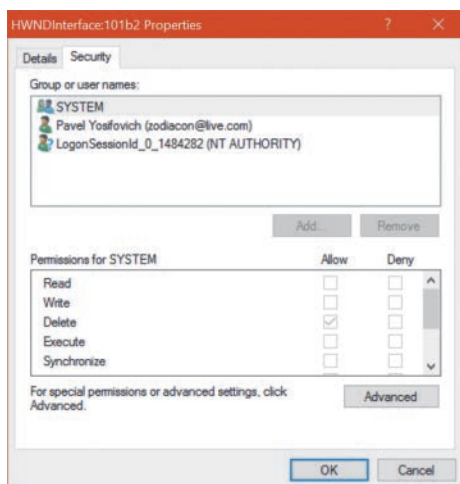 HWNDInterface:101b2 Properties ? ×
Details Security
Group or user names:
SYSTEM
Pavel Yosifovich (zodiacon@live.com)
LogonSessionId_0_1484282 (NT AUTHORITY)
Add... Remove
Permissions for SYSTEM Allow Deny
Read
Write
Delete
Execute
Synchronize
For special permissions or advanced settings, click
Advanced.
Advanced
OK Cancel